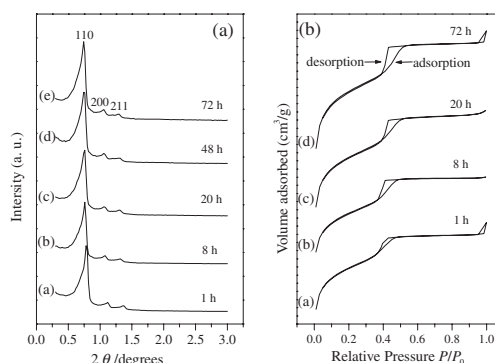 (a)
110
(e)
200
211
72 h
(d)
48 h
(c)
20 h
(b)
8 h
(a)
1 h
Intersity (a. u.)
0.0 0.5 1.0 1.5 2.0 2.5 3.0
2 θ /degrees
(b)
72 h
desorption
adsorption
(d)
20 h
(c)
8 h
(b)
1 h
(a)
Volume adsorbed (cm³/g)
0.0 0.2 0.4 0.6 0.8 1.0
Relative Pressure P/P₀